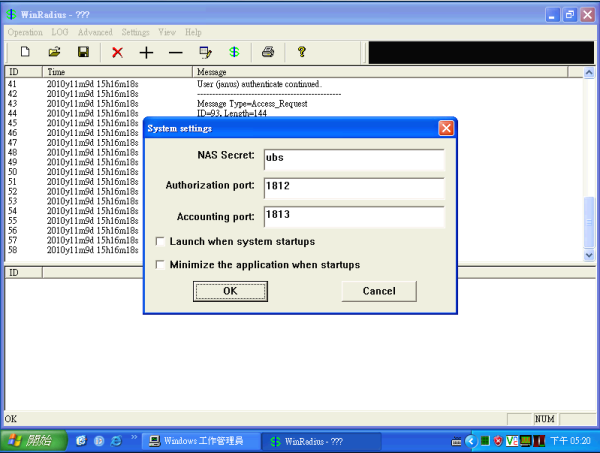 WinRadius - ???
Operation LOG Advanced Settings View Help
ID Time Message
41 2010y11m9d 15h16m18s User (janus) authenticate continued.
42 2010y11m9d 15h16m18s ------------------------------------------------
43 2010y11m9d 15h16m18s Message Type=Access_Request
44 2010y11m9d 15h16m18s ID=93, Length=144
45 2010y11m9d 15h16m18s
46 2010y11m9d 15h16m18s
47 2010y11m9d 15h16m18s
48 2010y11m9d 15h16m18s
49 2010y11m9d 15h16m18s
50 2010y11m9d 15h16m18s
51 2010y11m9d 15h16m18s
52 2010y11m9d 15h16m18s
53 2010y11m9d 15h16m18s
54 2010y11m9d 15h16m18s
55 2010y11m9d 15h16m18s
56 2010y11m9d 15h16m18s
57 2010y11m9d 15h16m18s
58 2010y11m9d 15h16m18s
System settings
NAS Secret: ubs
Authorization port: 1812
Accounting port: 1813
Launch when system startups
Minimize the application when startups
OK Cancel
ID
OK NUM
開始 » Windows 工作管理員 WinRadius - ??? 下午 05:20